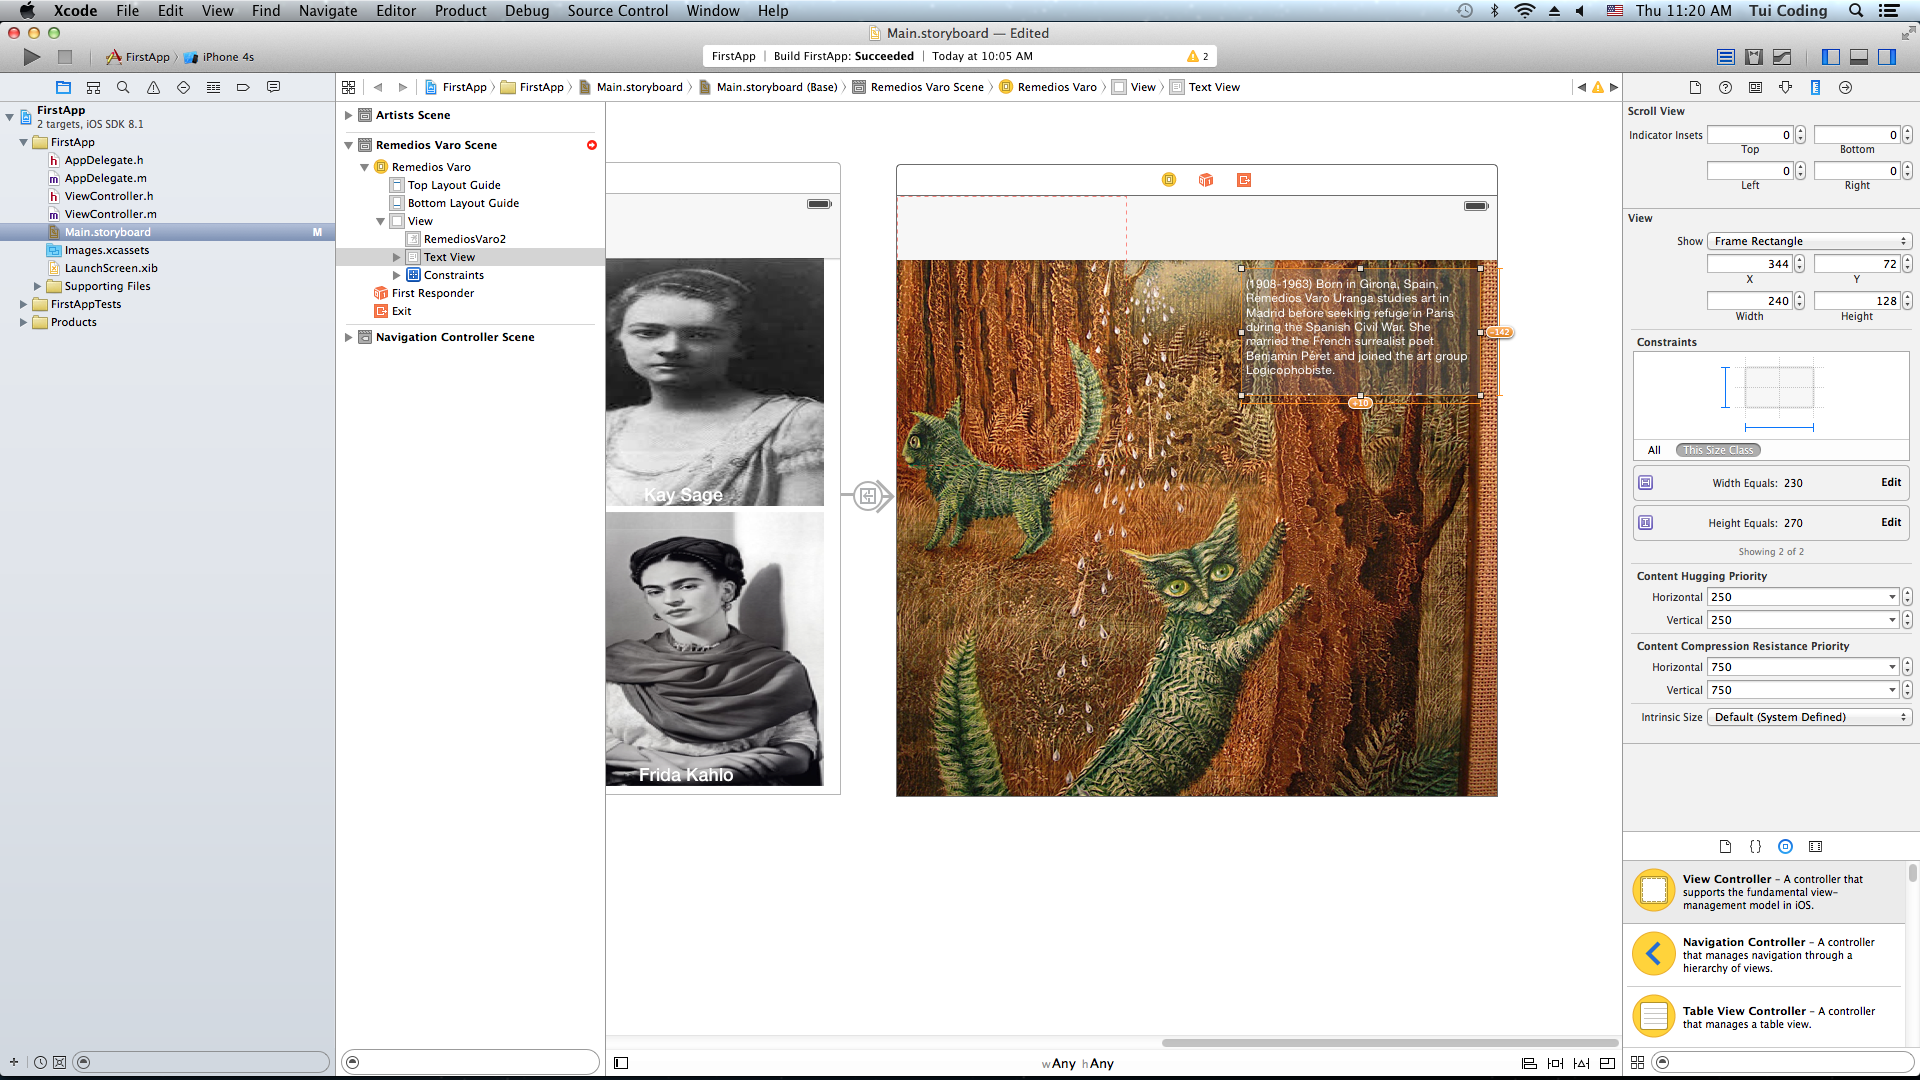 Xcode File Edit View Find Navigate Editor Product Debug Source Control Window Help Thu 11:20 AM Tui Coding
Main.storyboard — Edited
FirstApp iPhone 4s
FirstApp | Build FirstApp: Succeeded | Today at 10:05 AM 2
FirstApp FirstApp Main.storyboard Main.storyboard (Base) Remedios Varo Scene Remedios Varo View Text View
FirstApp
2 targets, iOS SDK 8.1
FirstApp
AppDelegate.h
AppDelegate.m
ViewController.h
ViewController.m
Main.storyboard M
Images.xcassets
LaunchScreen.xib
Supporting Files
FirstAppTests
Products
Artists Scene
Remedios Varo Scene
Remedios Varo
Top Layout Guide
Bottom Layout Guide
View
RemediosVaro2
Text View
Constraints
First Responder
Exit
Navigation Controller Scene
Kay Sage
Frida Kahlo
(1908-1963) Born in Girona, Spain,
Remedios Varo Uranga studies art in
Madrid before seeking refuge in Paris
during the Spanish Civil War. She
married the French surrealist poet
Benjamin Péret and joined the art group
Logicophobiste.
-142
+10
wAny hAny
Scroll View
Indicator Insets 0 0
Top Bottom
0 0
Left Right
View
Show Frame Rectangle
344 72
X Y
240 128
Width Height
Constraints
All This Size Class
Width Equals: 230 Edit
Height Equals: 270 Edit
Showing 2 of 2
Content Hugging Priority
Horizontal 250
Vertical 250
Content Compression Resistance Priority
Horizontal 750
Vertical 750
Intrinsic Size Default (System Defined)
View Controller – A controller that
supports the fundamental view-
management model in iOS.
Navigation Controller – A controller
that manages navigation through a
hierarchy of views.
Table View Controller – A controller
that manages a table view.